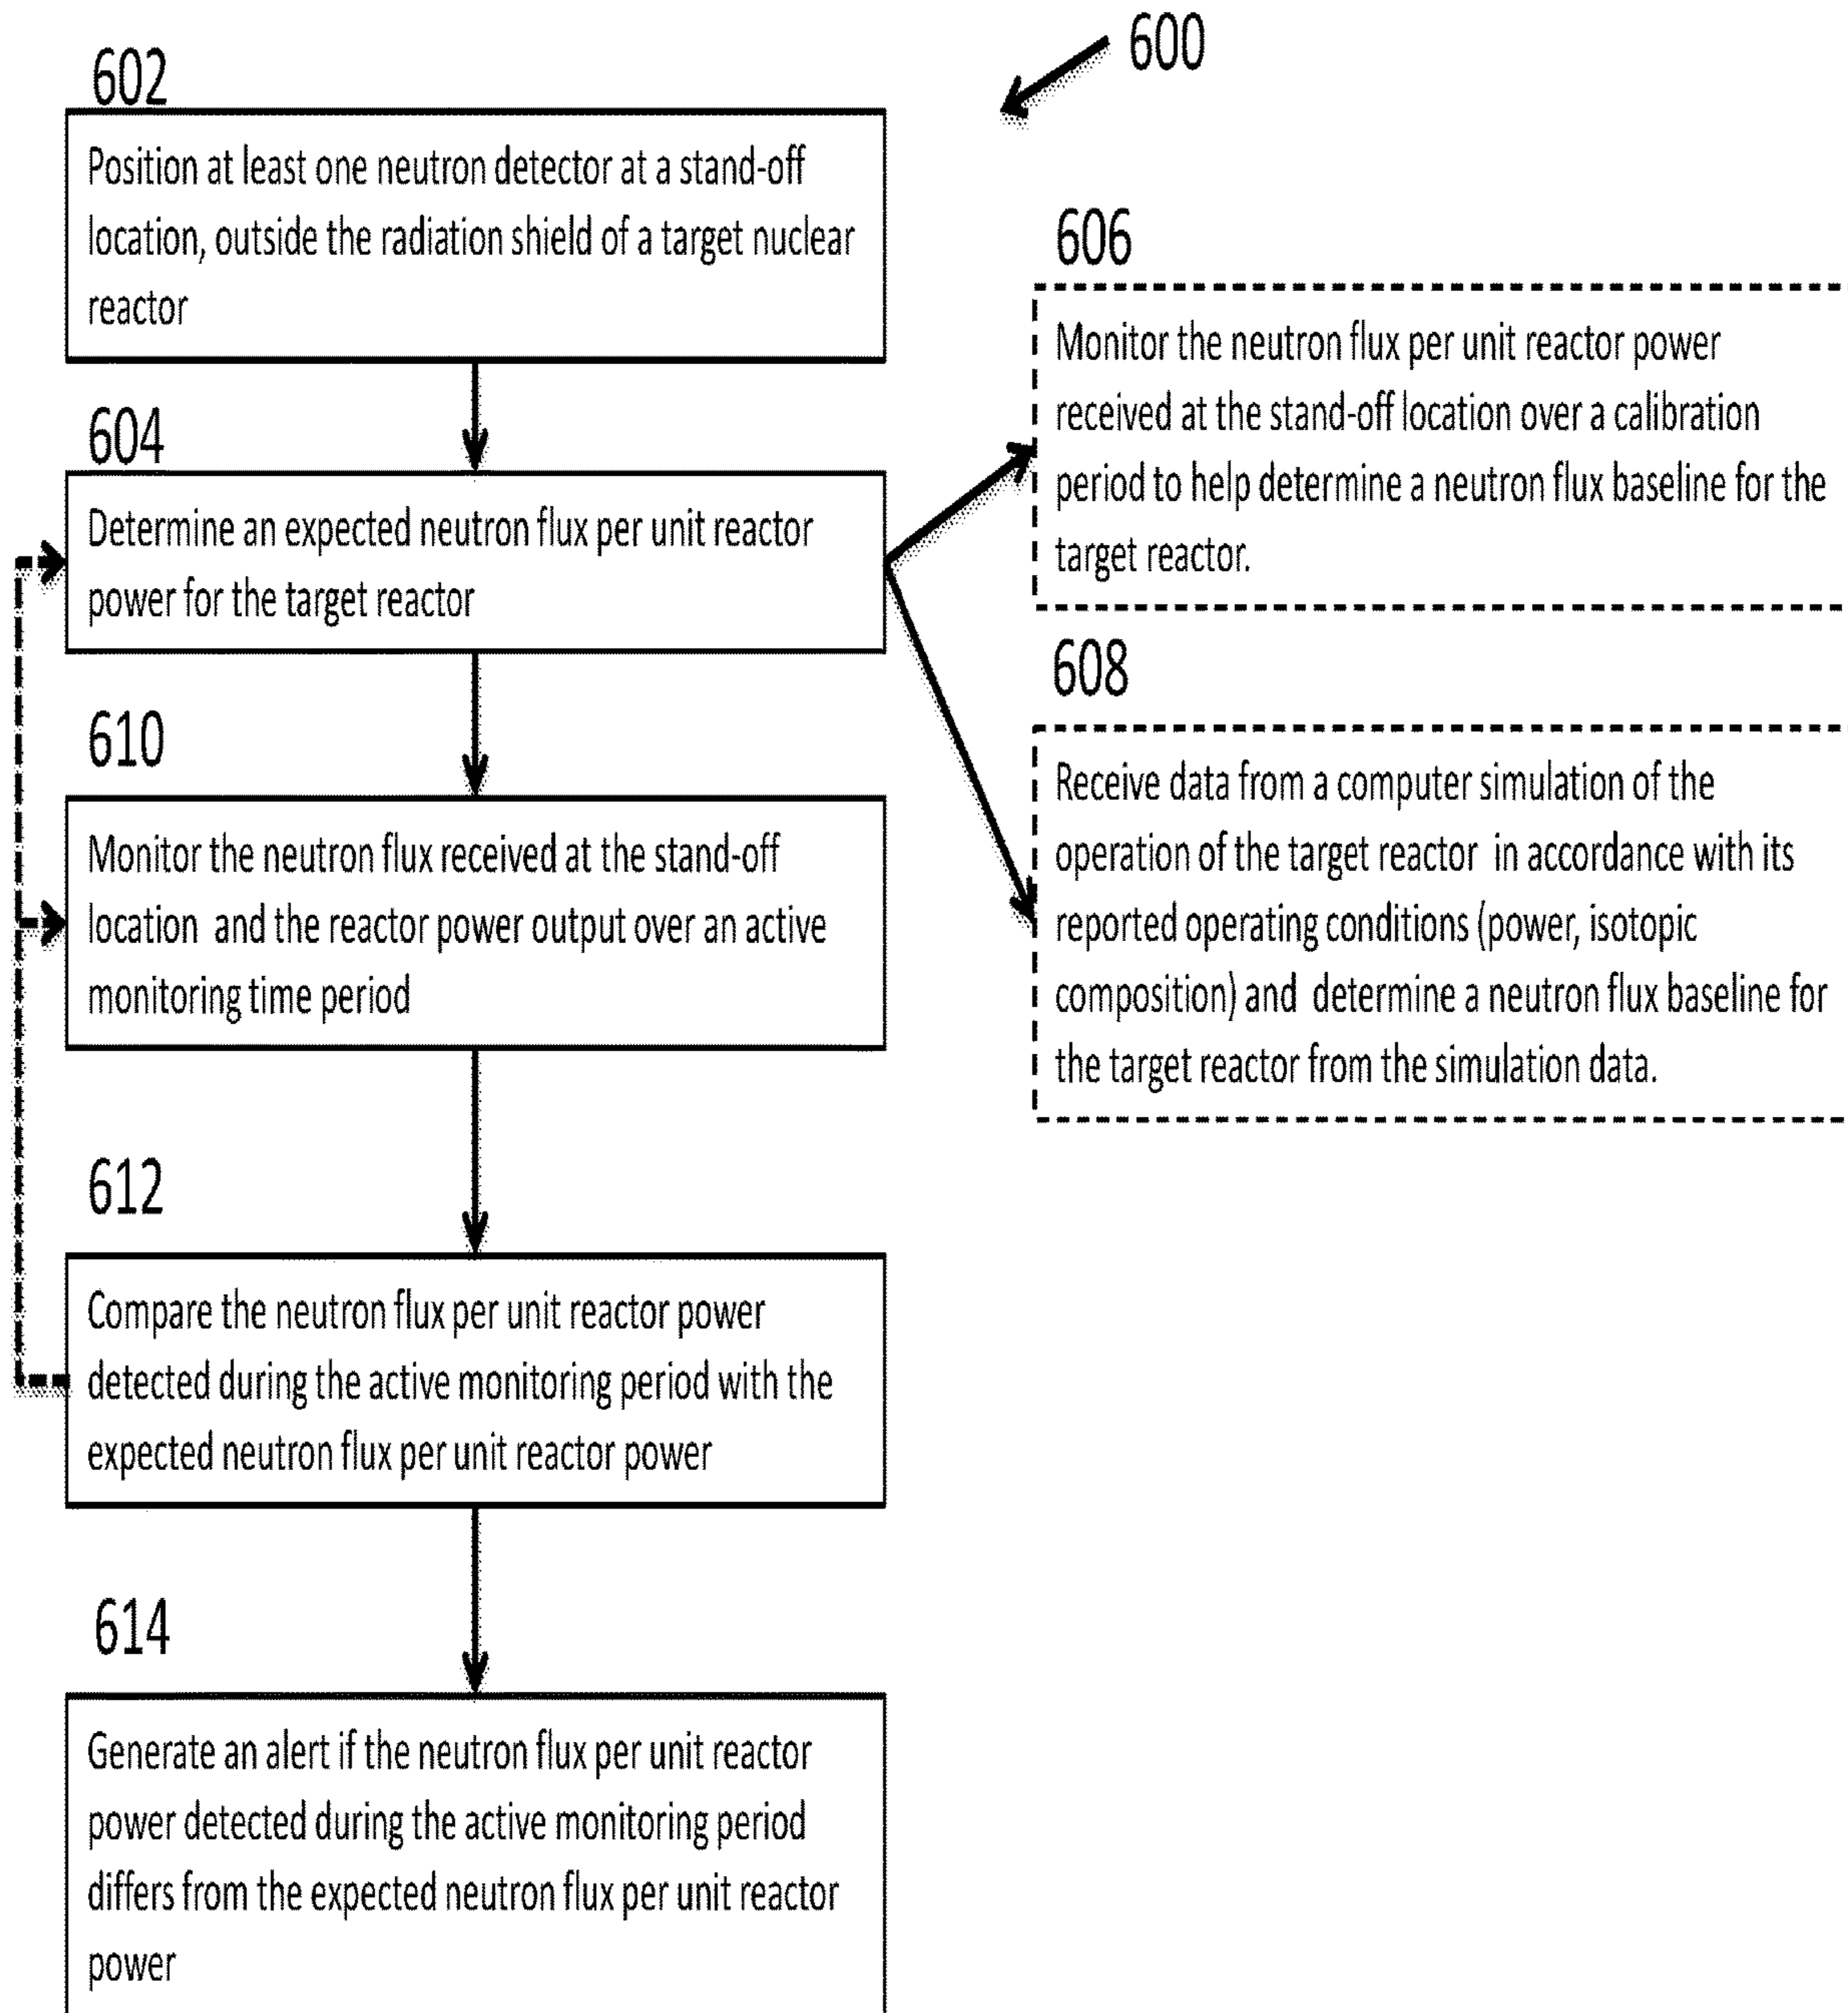 600
602
Position at least one neutron detector at a stand-off
location, outside the radiation shield of a target nuclear
reactor
604
Determine an expected neutron flux per unit reactor
power for the target reactor
606
Monitor the neutron flux per unit reactor power
received at the stand-off location over a calibration
period to help determine a neutron flux baseline for the
target reactor.
608
Receive data from a computer simulation of the
operation of the target reactor in accordance with its
reported operating conditions (power, isotopic
composition) and determine a neutron flux baseline for
the target reactor from the simulation data.
610
Monitor the neutron flux received at the stand-off
location and the reactor power output over an active
monitoring time period
612
Compare the neutron flux per unit reactor power
detected during the active monitoring period with the
expected neutron flux per unit reactor power
614
Generate an alert if the neutron flux per unit reactor
power detected during the active monitoring period
differs from the expected neutron flux per unit reactor
power